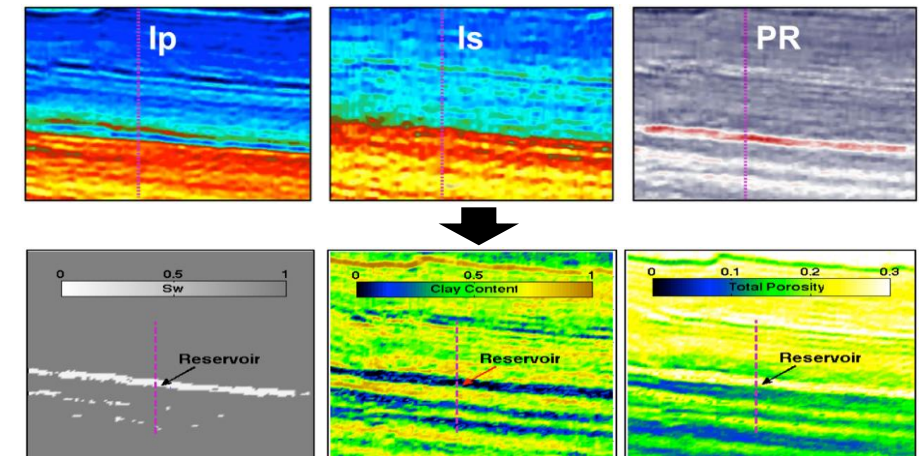 Ip
Is
PR
0 0.5 1
Sw
Reservoir
0 0.5 1
Clay Content
Reservoir
0 0.1 0.2 0.3
Total Porosity
Reservoir